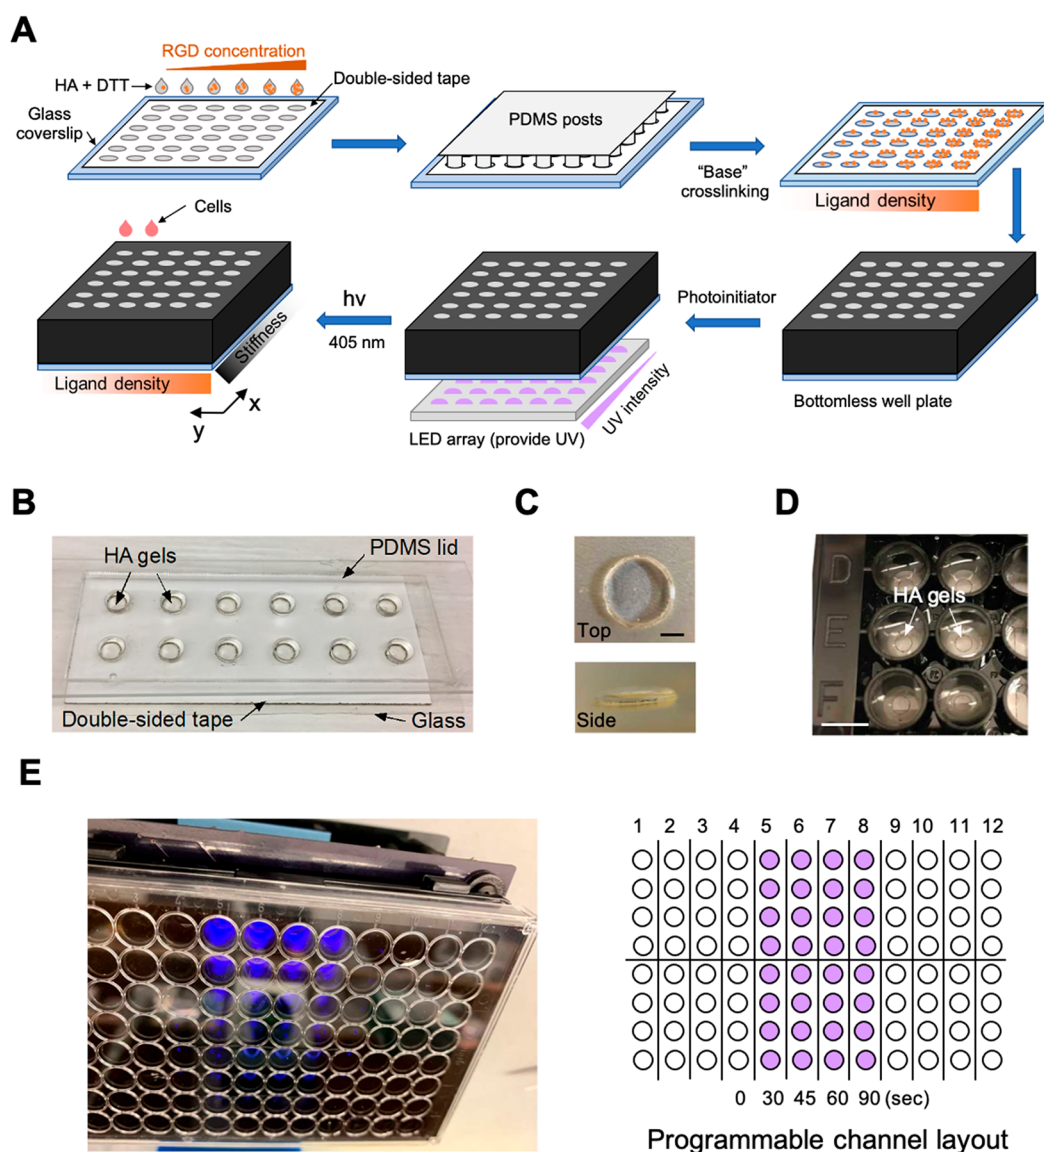 A
RGD concentration
HA + DTT
Double-sided tape
Glass
coverslip
PDMS posts
"Base"
crosslinking
Ligand density
Cells
Stiffness
Ligand density
x
y
hv
405 nm
UV intensity
LED array (provide UV)
Photoinitiator
Bottomless well plate
B
HA gels
PDMS lid
Double-sided tape
Glass
C
Top
Side
D
D
HA gels
E
F
E
1 2 3 4 5 6 7 8 9 10 11 12
0 30 45 60 90 (sec)
Programmable channel layout